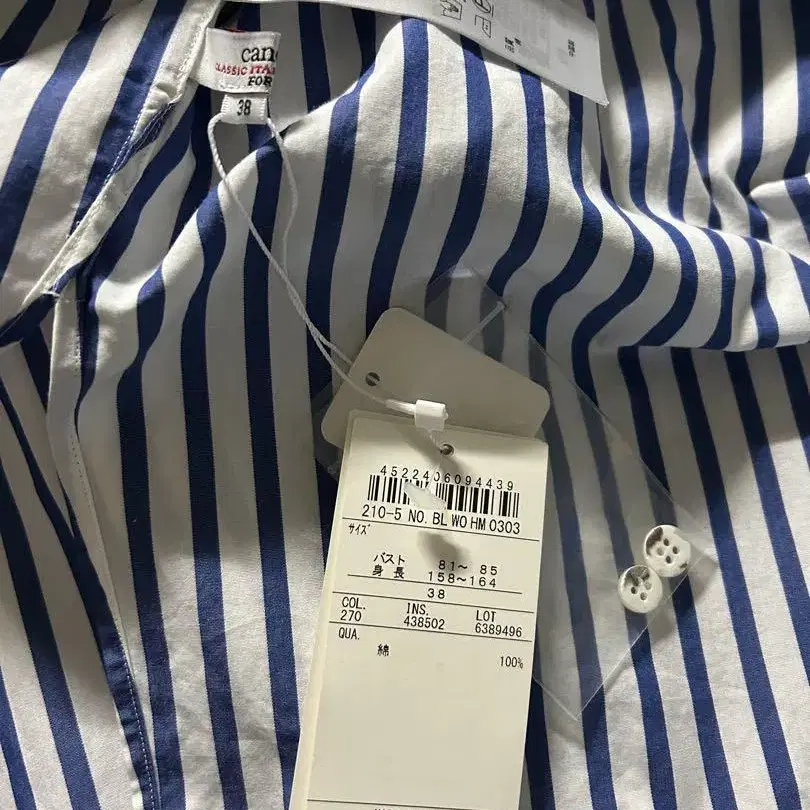 can
CLASSIC ITA
FOR
38
4522406094439
210-5 NO. BL WO HM 0303
サイズ
バスト 81～ 85
身長 158～164
38
COL. INS. LOT
270 438502 6389496
QUA.
綿 100%